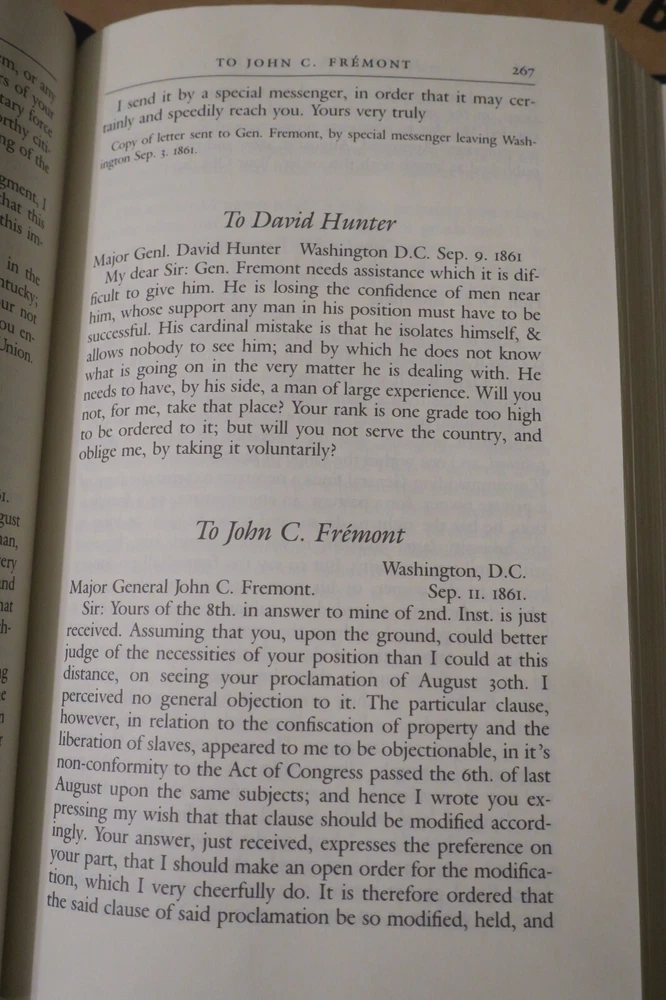 TO JOHN C. FRÉMONT 267
I send it by a special messenger, in order that it may cer-
tainly and speedily reach you. Yours very truly
Copy of letter sent to Gen. Fremont, by special messenger leaving Wash-
ington Sep. 3. 1861.
To David Hunter
Major Genl. David Hunter Washington D.C. Sep. 9. 1861
My dear Sir: Gen. Fremont needs assistance which it is dif-
ficult to give him. He is losing the confidence of men near
him, whose support any man in his position must have to be
successful. His cardinal mistake is that he isolates himself, &
allows nobody to see him; and by which he does not know
what is going on in the very matter he is dealing with. He
needs to have, by his side, a man of large experience. Will you
not, for me, take that place? Your rank is one grade too high
to be ordered to it; but will you not serve the country, and
oblige me, by taking it voluntarily?
To John C. Frémont
Washington, D.C.
Major General John C. Fremont. Sep. 11. 1861.
Sir: Yours of the 8th. in answer to mine of 2nd. Inst. is just
received. Assuming that you, upon the ground, could better
judge of the necessities of your position than I could at this
distance, on seeing your proclamation of August 30th. I
perceived no general objection to it. The particular clause,
however, in relation to the confiscation of property and the
liberation of slaves, appeared to me to be objectionable, in it's
non-conformity to the Act of Congress passed the 6th. of last
August upon the same subjects; and hence I wrote you ex-
pressing my wish that that clause should be modified accord-
ingly. Your answer, just received, expresses the preference on
your part, that I should make an open order for the modifica-
tion, which I very cheerfully do. It is therefore ordered that
the said clause of said proclamation be so modified, held, and